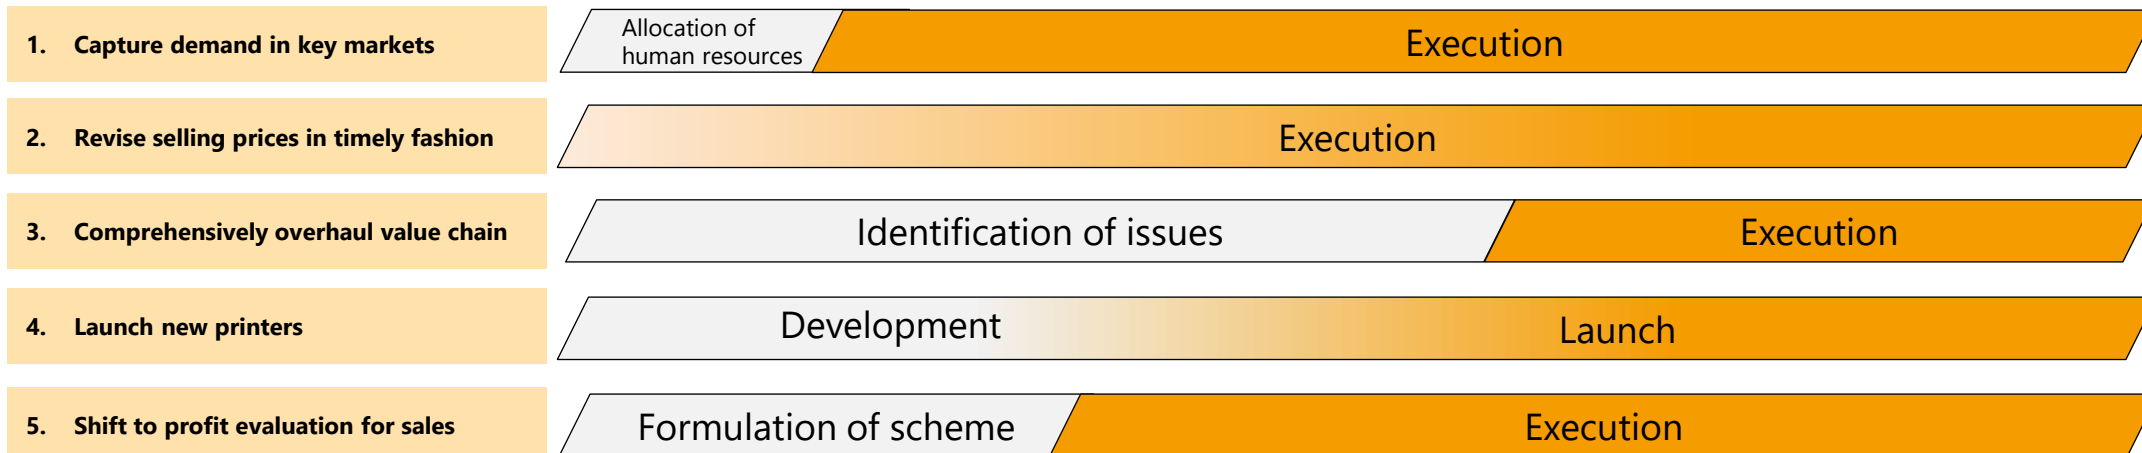 1. Capture demand in key markets
Allocation of
human resources
Execution
2. Revise selling prices in timely fashion
Execution
3. Comprehensively overhaul value chain
Identification of issues
Execution
4. Launch new printers
Development
Launch
5. Shift to profit evaluation for sales
Formulation of scheme
Execution